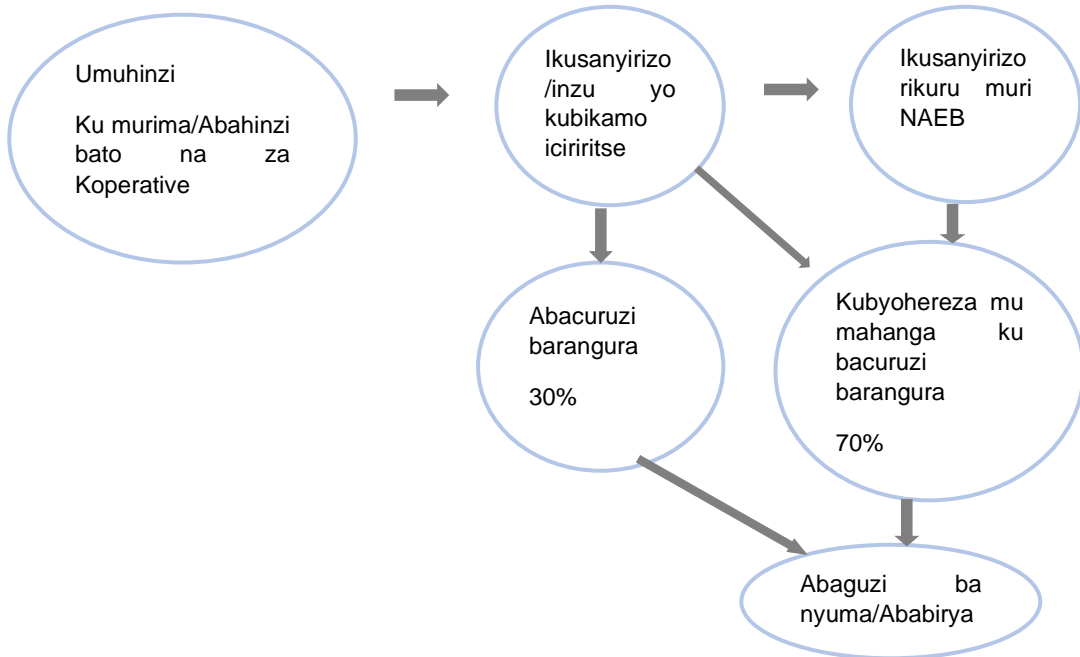 Umuhinzi
Ku murima/Abahinzi
bato na za
Koperative
Ikusanyirizo
/inzu yo
kubikamo
iciriritse
Ikusanyirizo
rikuru muri
NAEB
Abacuruzi
barangura
30%
Kubyohereza mu
mahanga ku
bacuruzi
barangura
70%
Abaguzi ba
nyuma/Ababirya